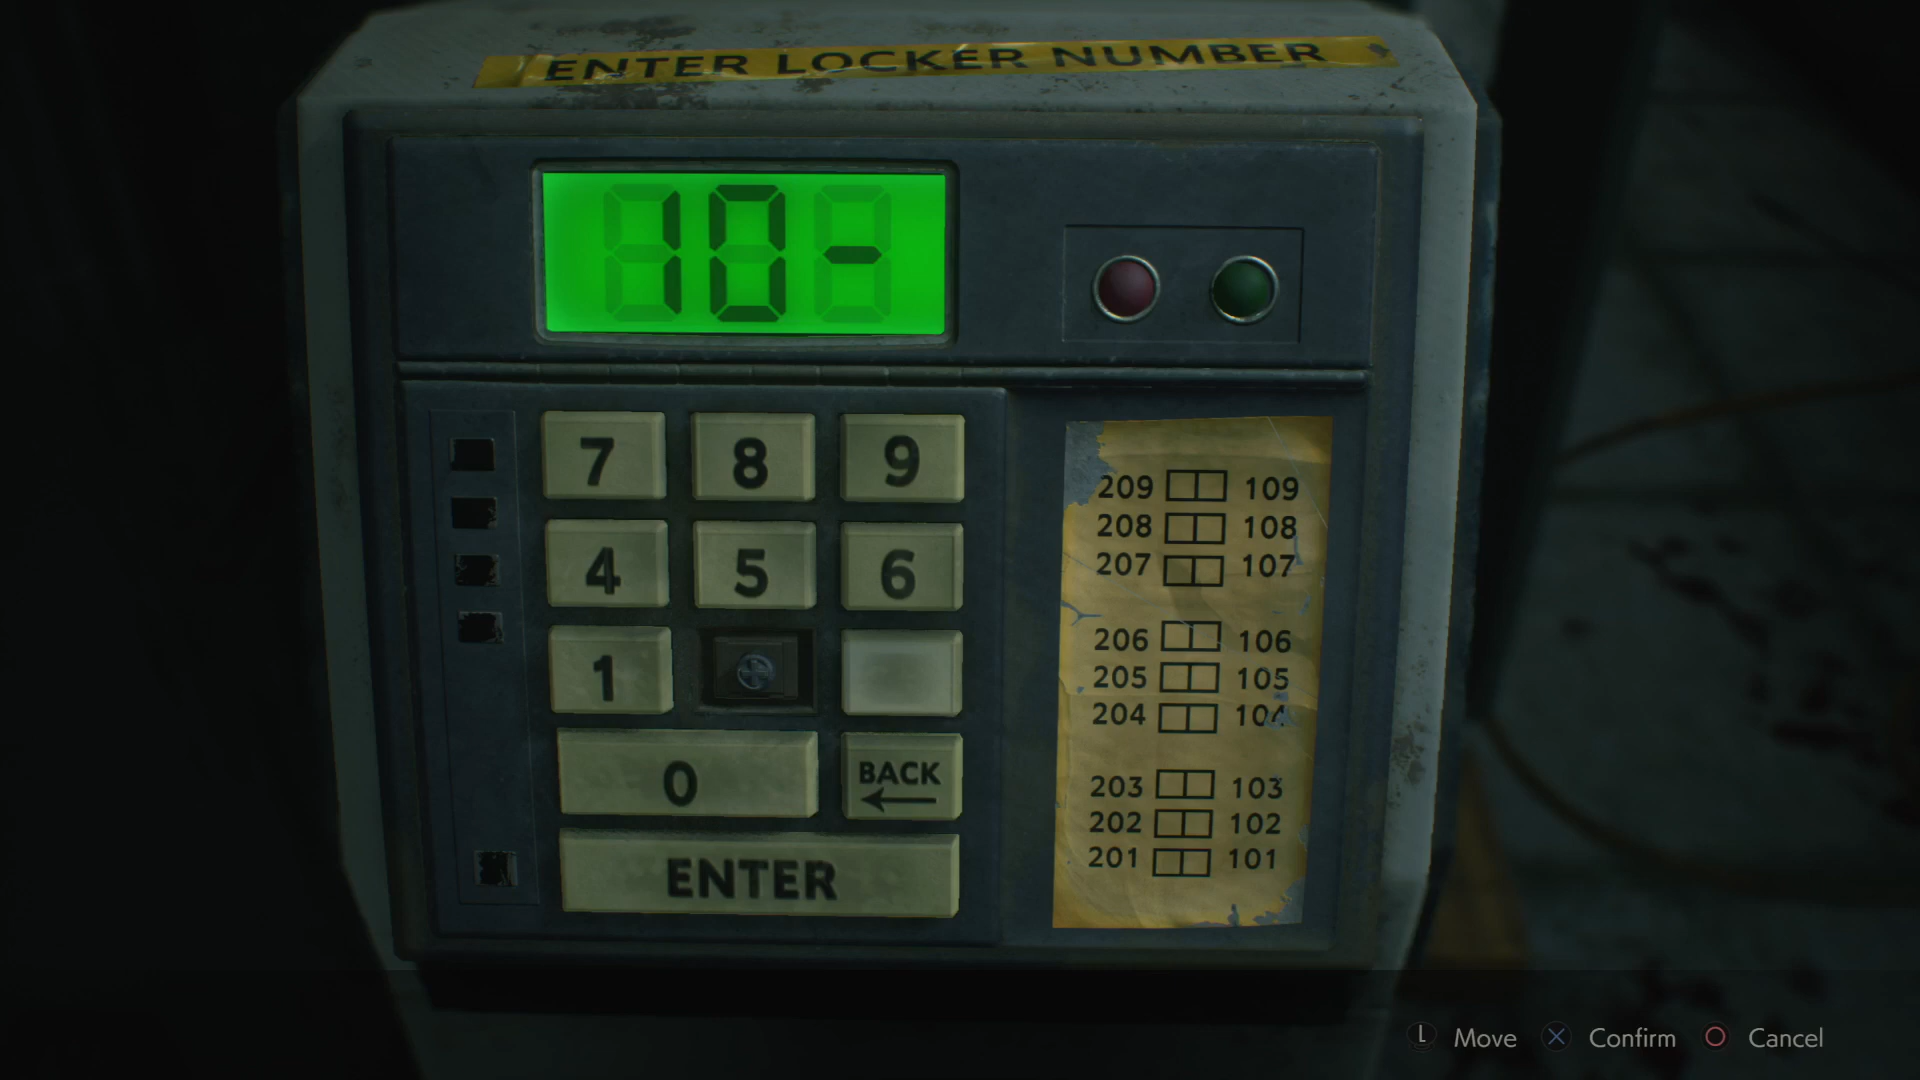 ENTER LOCKER NUMBER
10-
7 8 9
4 5 6
1
0 BACK
ENTER
209 109
208 108
207 107
206 106
205 105
204 104
203 103
202 102
201 101
L Move Confirm Cancel